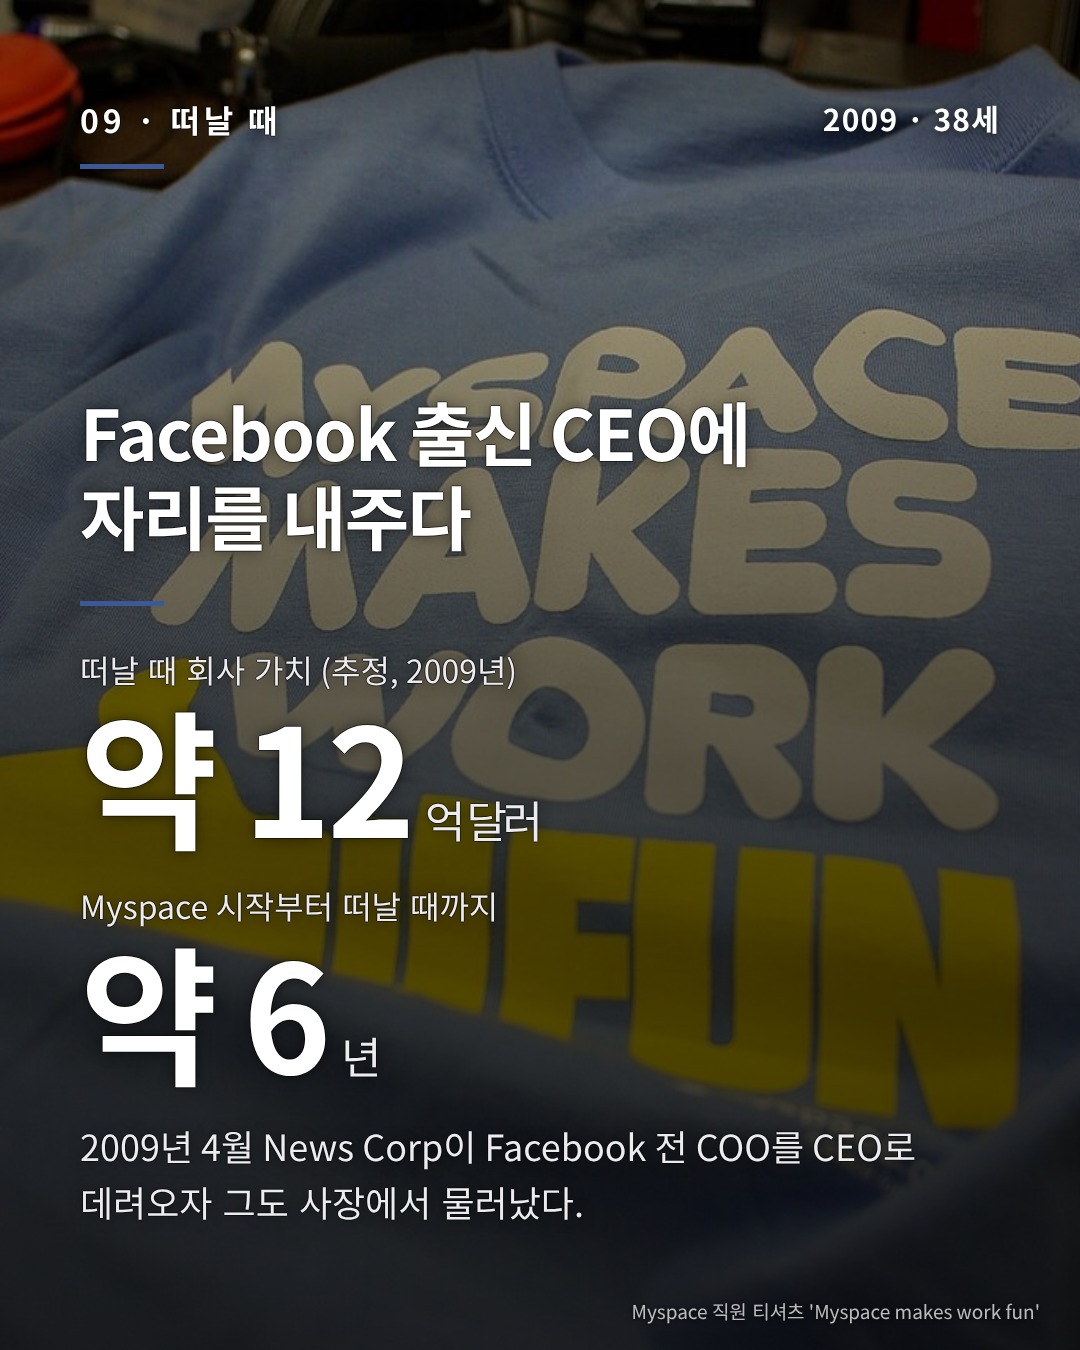 09 · 떠날 때
2009 · 38세
MYSPACE
MAKES
WORK
FUN
Facebook 출신 CEO에
자리를 내주다
떠날 때 회사 가치 (추정, 2009년)
약 12 억달러
Myspace 시작부터 떠날 때까지
약 6 년
2009년 4월 News Corp이 Facebook 전 COO를 CEO로
데려오자 그도 사장에서 물러났다.
Myspace 직원 티셔츠 'Myspace makes work fun'